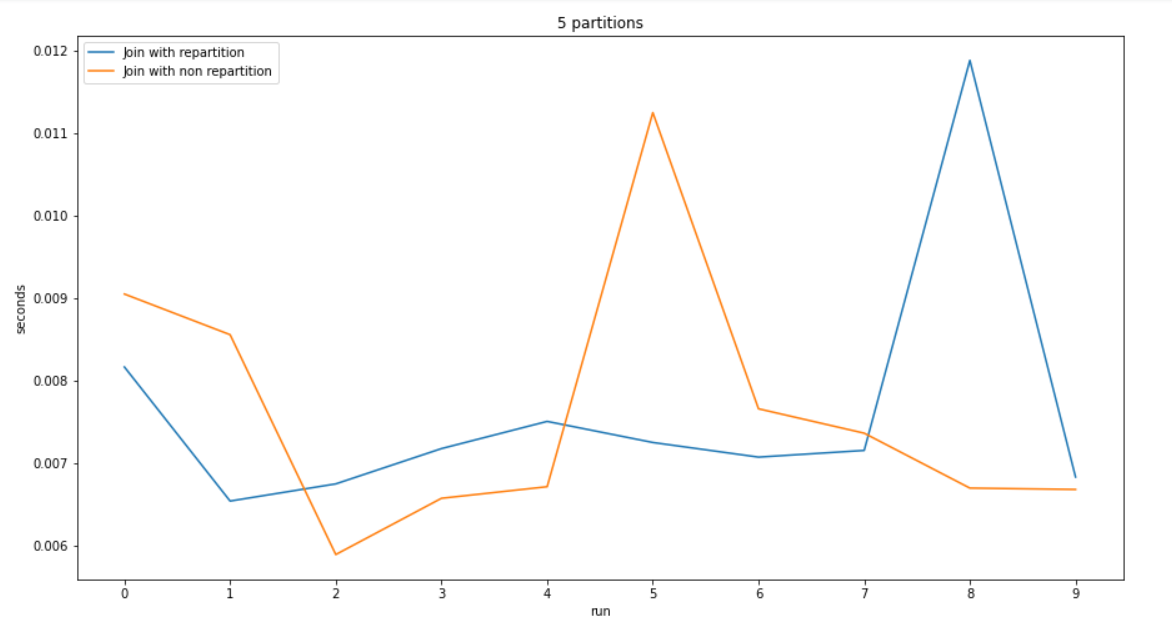 5 partitions
Join with repartition
Join with non repartition
0.012
0.011
0.010
0.009
0.008
0.007
0.006
seconds
0 1 2 3 4 5 6 7 8 9
run